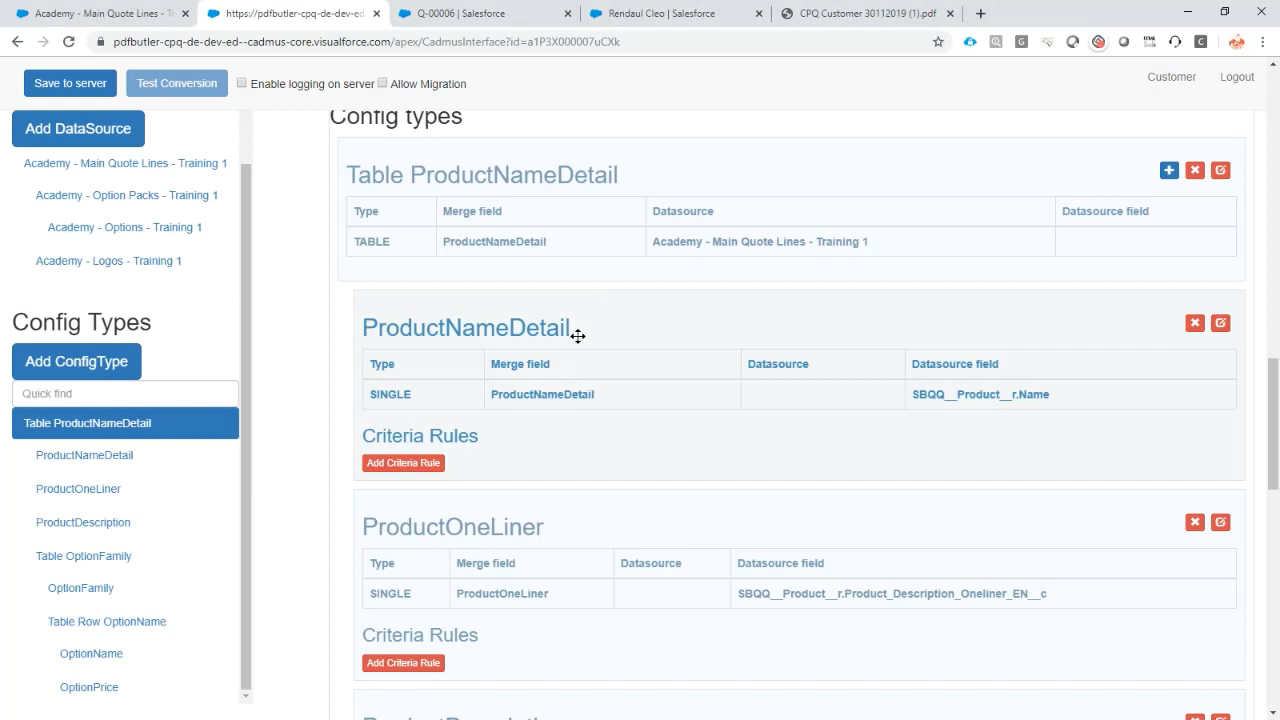 Academy - Main Quote Lines - Tr
https://pdfbutler-cpq-de-dev-ed
Q-00006 | Salesforce
Rendaul Cleo | Salesforce
CPQ Customer 30112019 (1).pdf
pdfbutler-cpq-de-dev-ed--cadmus-core.visualforce.com/apex/CadmusInterface?id=a1P3X000007uCXk
Save to server
Test Conversion
Enable logging on server
Allow Migration
Customer
Logout
Add DataSource
Academy - Main Quote Lines - Training 1
Academy - Option Packs - Training 1
Academy - Options - Training 1
Academy - Logos - Training 1
Config Types
Add ConfigType
Quick find
Table ProductNameDetail
ProductNameDetail
ProductOneLiner
ProductDescription
Table OptionFamily
OptionFamily
Table Row OptionName
OptionName
OptionPrice
Config types
Table ProductNameDetail
Type Merge field Datasource Datasource field
TABLE ProductNameDetail Academy - Main Quote Lines - Training 1
ProductNameDetail
Type Merge field Datasource Datasource field
SINGLE ProductNameDetail SBQQ__Product__r.Name
Criteria Rules
Add Criteria Rule
ProductOneLiner
Type Merge field Datasource Datasource field
SINGLE ProductOneLiner SBQQ__Product__r.Product_Description_Oneliner_EN__c
Criteria Rules
Add Criteria Rule